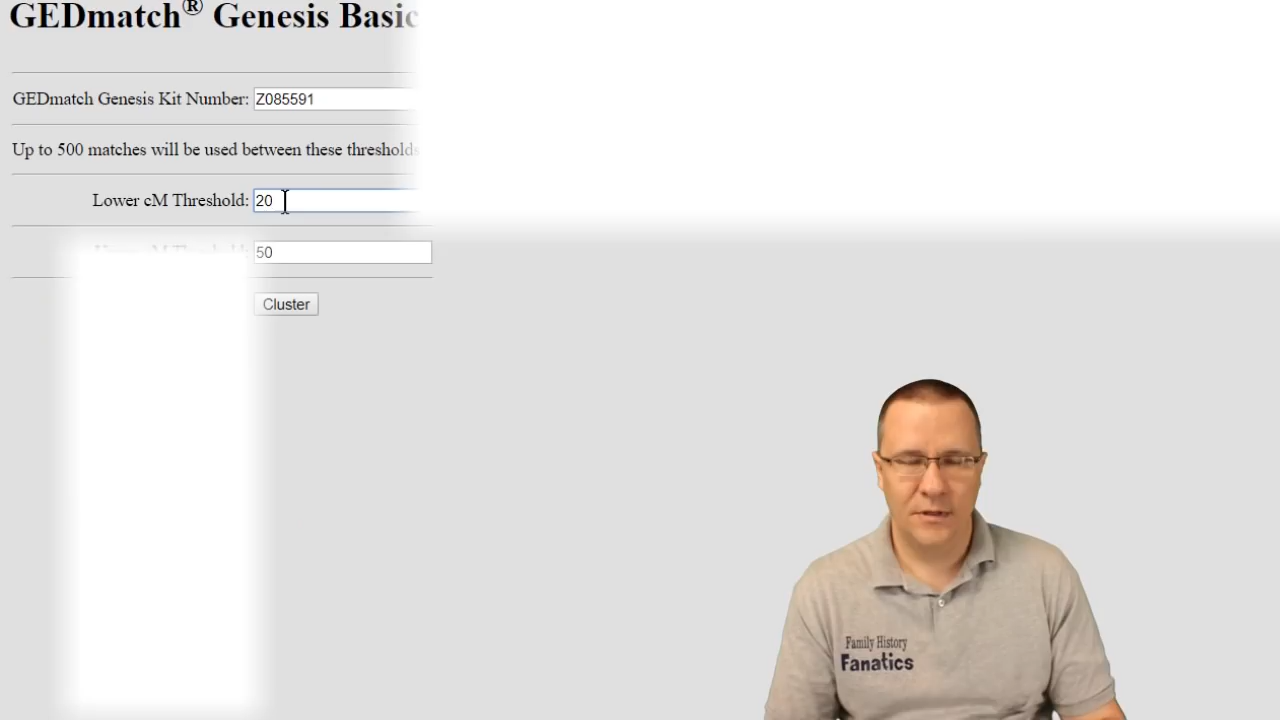 GEDmatch® Genesis Basic
GEDmatch Genesis Kit Number: Z085591
Up to 500 matches will be used between these thresholds
Lower cM Threshold: 20
50
Cluster
Family History
Fanatics